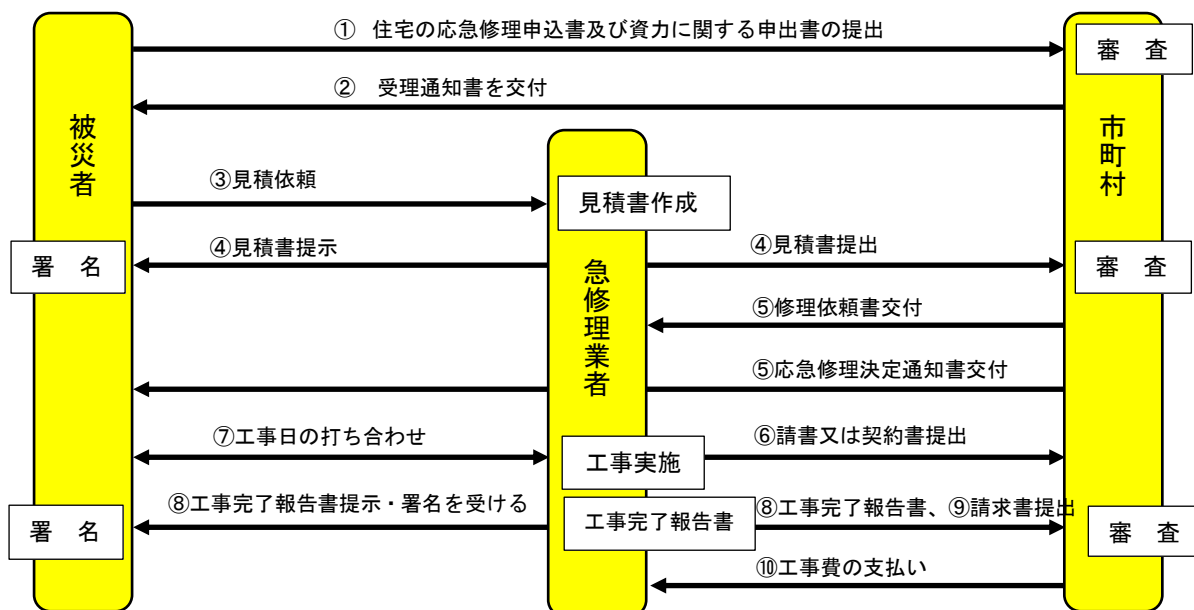 ① 住宅の応急修理申込書及び資力に関する申出書の提出
審 査
② 受理通知書を交付
被災者
市町村
③見積依頼
見積書作成
④見積書提示
④見積書提出
署 名
審 査
急修理業者
⑤修理依頼書交付
⑤応急修理決定通知書交付
⑦工事日の打ち合わせ
⑥請書又は契約書提出
工事実施
⑧工事完了報告書提示・署名を受ける
工事完了報告書
⑧工事完了報告書、⑨請求書提出
署 名
審 査
⑩工事費の支払い